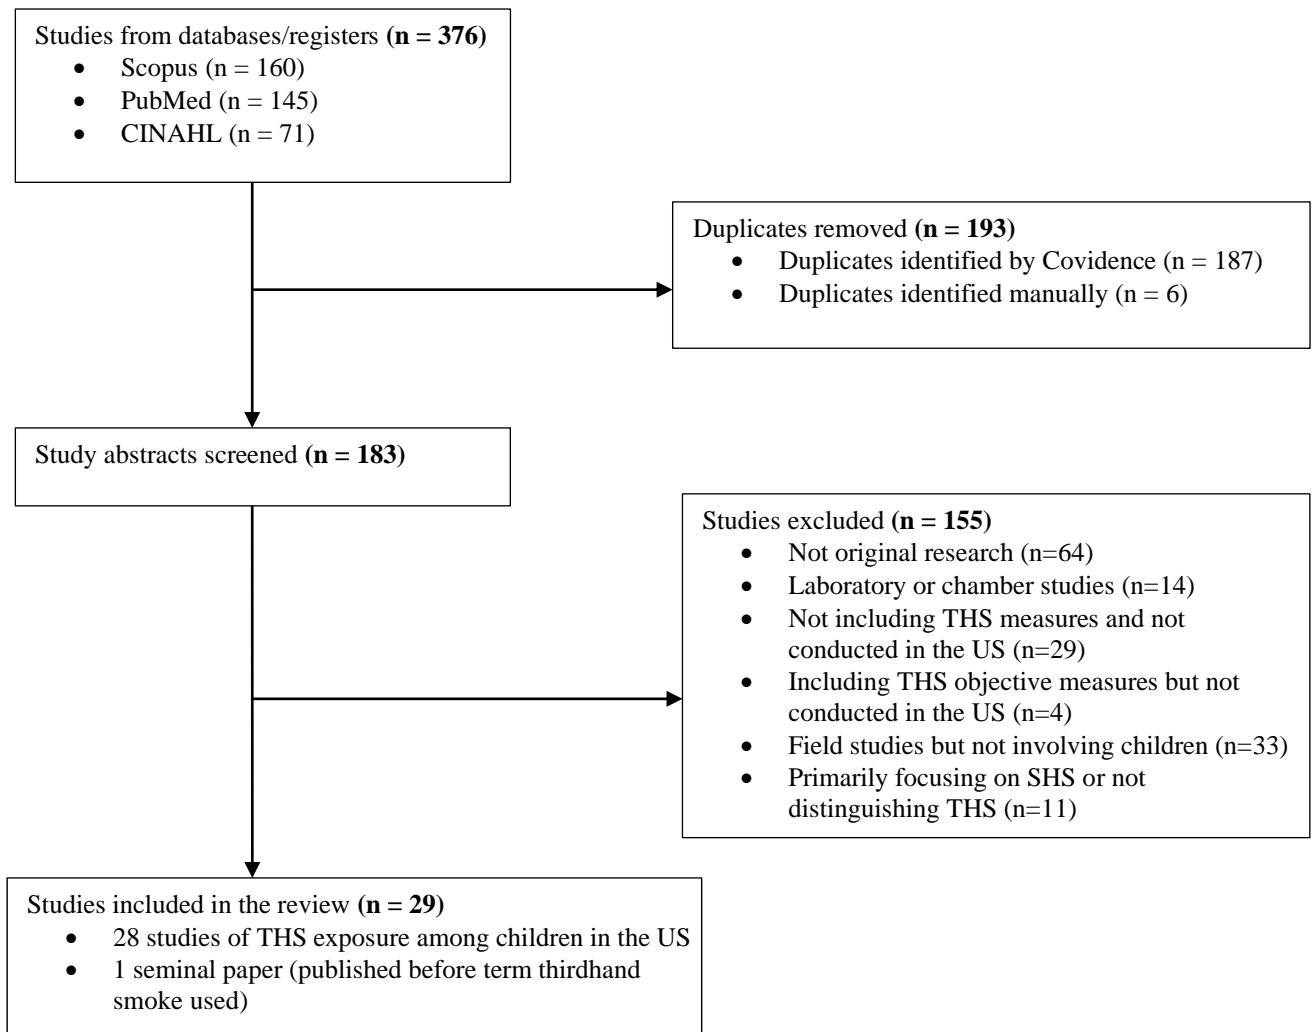 Studies from databases/registers (n = 376)
• Scopus (n = 160)
• PubMed (n = 145)
• CINAHL (n = 71)
Duplicates removed (n = 193)
• Duplicates identified by Covidence (n = 187)
• Duplicates identified manually (n = 6)
Study abstracts screened (n = 183)
Studies excluded (n = 155)
• Not original research (n=64)
• Laboratory or chamber studies (n=14)
• Not including THS measures and not
conducted in the US (n=29)
• Including THS objective measures but not
conducted in the US (n=4)
• Field studies but not involving children (n=33)
• Primarily focusing on SHS or not
distinguishing THS (n=11)
Studies included in the review (n = 29)
• 28 studies of THS exposure among children in the US
• 1 seminal paper (published before term thirdhand
smoke used)